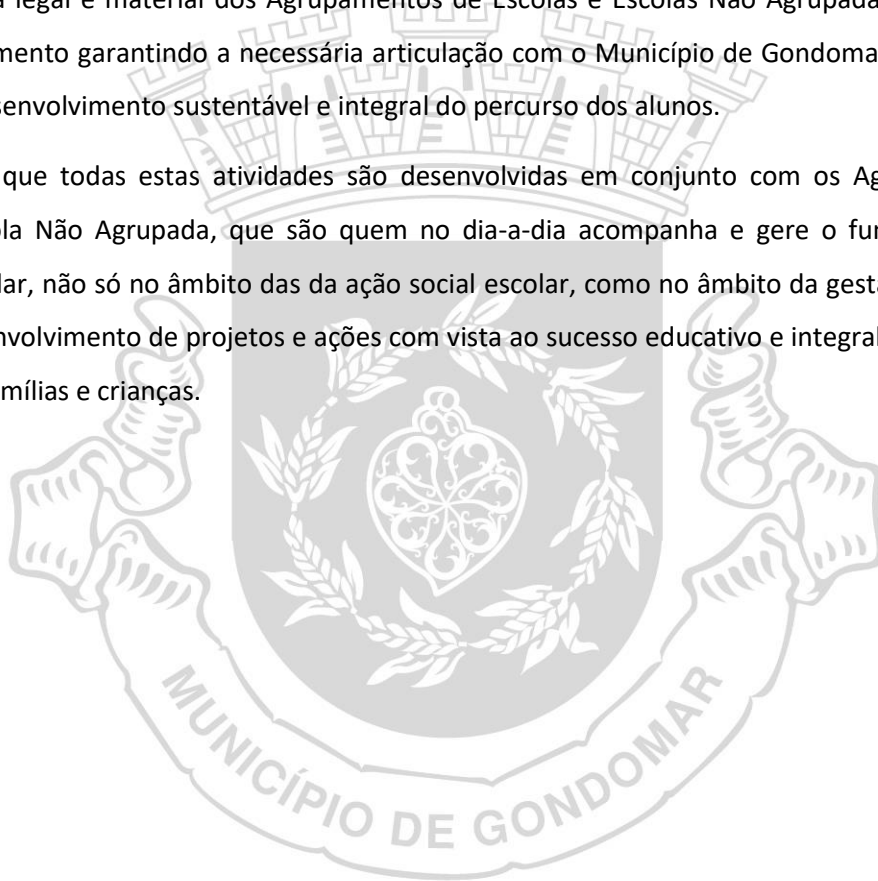 legal e material dos Agrupamentos de Escolas e Escolas Não Agrupada
mento garantindo a necessária articulação com o Município de Gondoma
senvolvimento sustentável e integral do percurso dos alunos.
que todas estas atividades são desenvolvidas em conjunto com os Ag
la Não Agrupada, que são quem no dia-a-dia acompanha e gere o fun
lar, não só no âmbito das da ação social escolar, como no âmbito da gest
nvolvimento de projetos e ações com vista ao sucesso educativo e integral
mílias e crianças.
MUNICÍPIO DE GONDOMAR